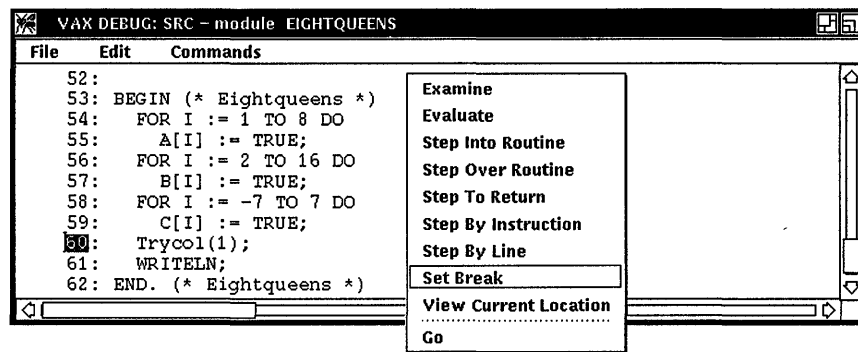 VAX DEBUG: SRC – module EIGHTQUEENS
File Edit Commands
52:
53: BEGIN (* Eightqueens *)
54: FOR I := 1 TO 8 DO
55: A[I] := TRUE;
56: FOR I := 2 TO 16 DO
57: B[I] := TRUE;
58: FOR I := -7 TO 7 DO
59: C[I] := TRUE;
60: Trycol(1);
61: WRITELN;
62: END. (* Eightqueens *)
Examine
Evaluate
Step Into Routine
Step Over Routine
Step To Return
Step By Instruction
Step By Line
Set Break
View Current Location
Go